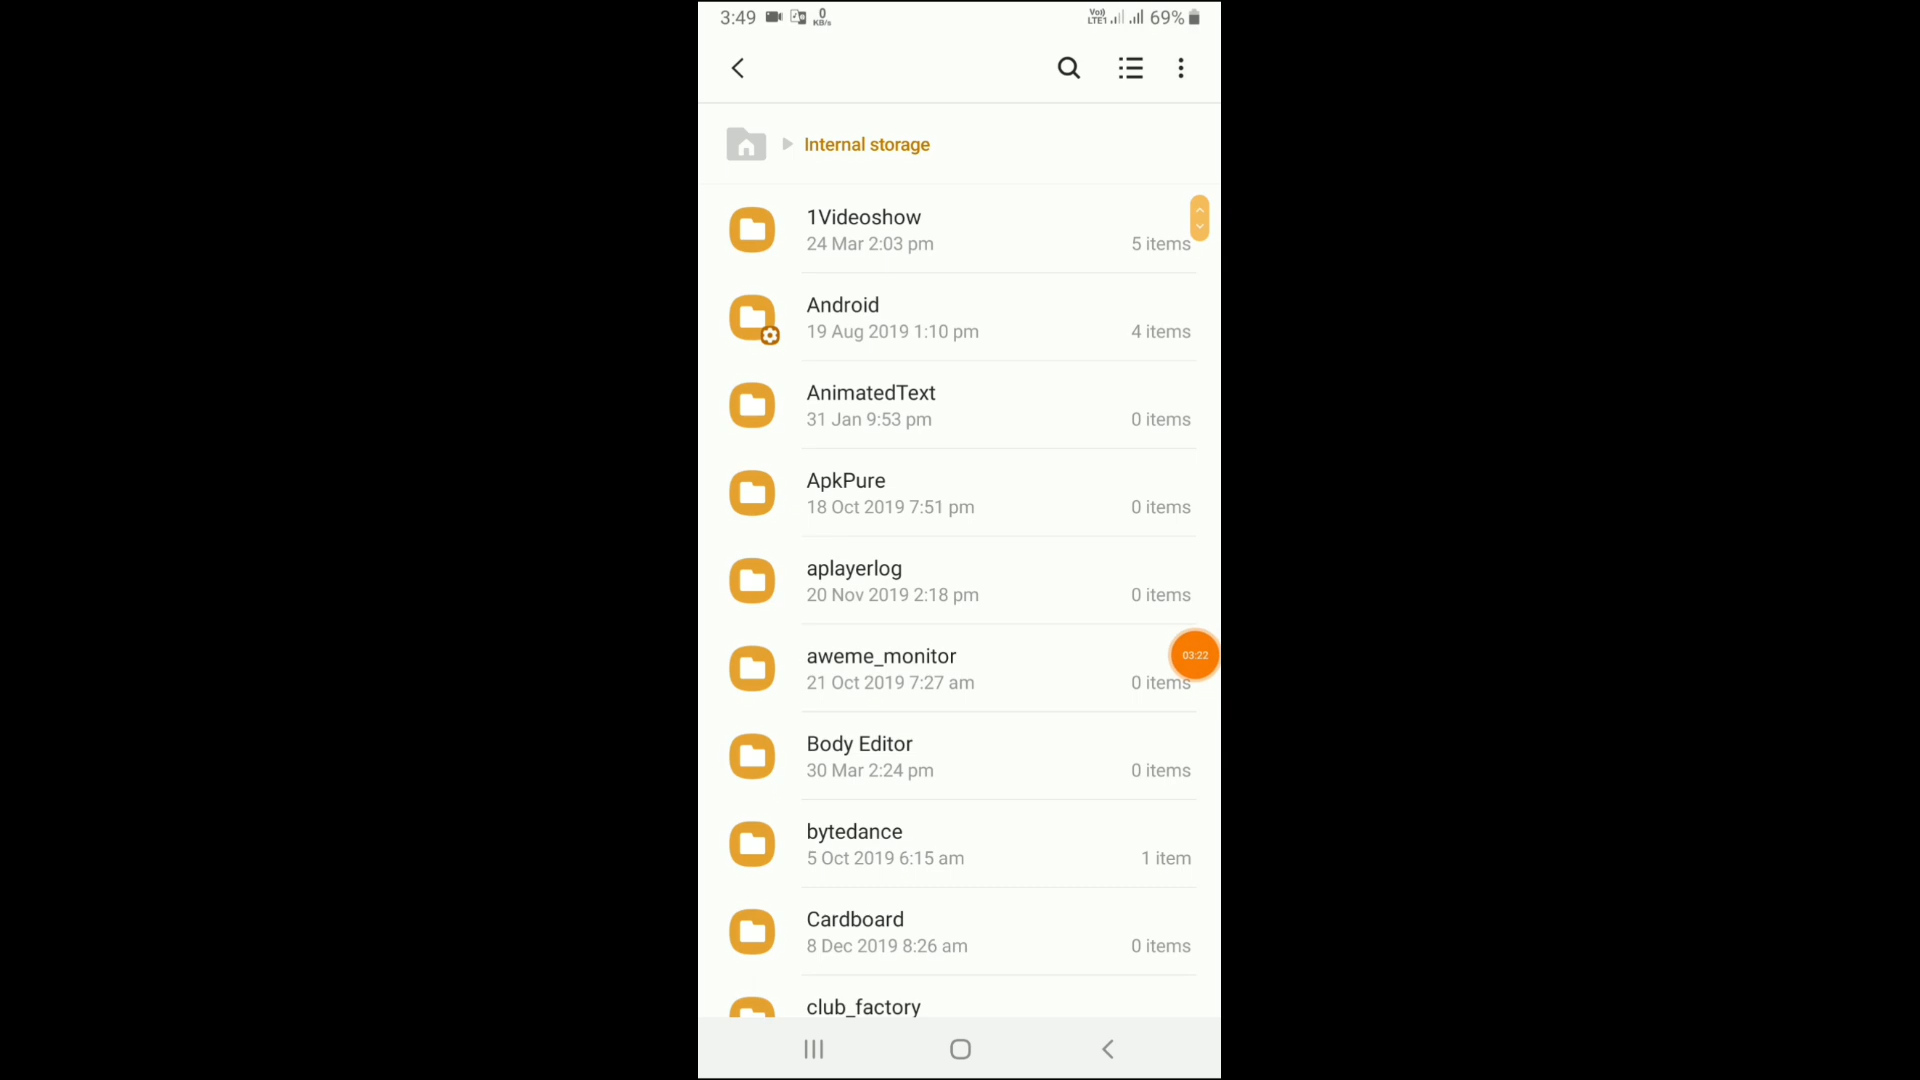 3:49
0
KB/s
Vo))
LTE1
69%
Internal storage
1Videoshow
24 Mar 2:03 pm
5 items
Android
19 Aug 2019 1:10 pm
4 items
AnimatedText
31 Jan 9:53 pm
0 items
ApkPure
18 Oct 2019 7:51 pm
0 items
aplayerlog
20 Nov 2019 2:18 pm
0 items
aweme_monitor
21 Oct 2019 7:27 am
0 items
03:22
Body Editor
30 Mar 2:24 pm
0 items
bytedance
5 Oct 2019 6:15 am
1 item
Cardboard
8 Dec 2019 8:26 am
0 items
club_factory